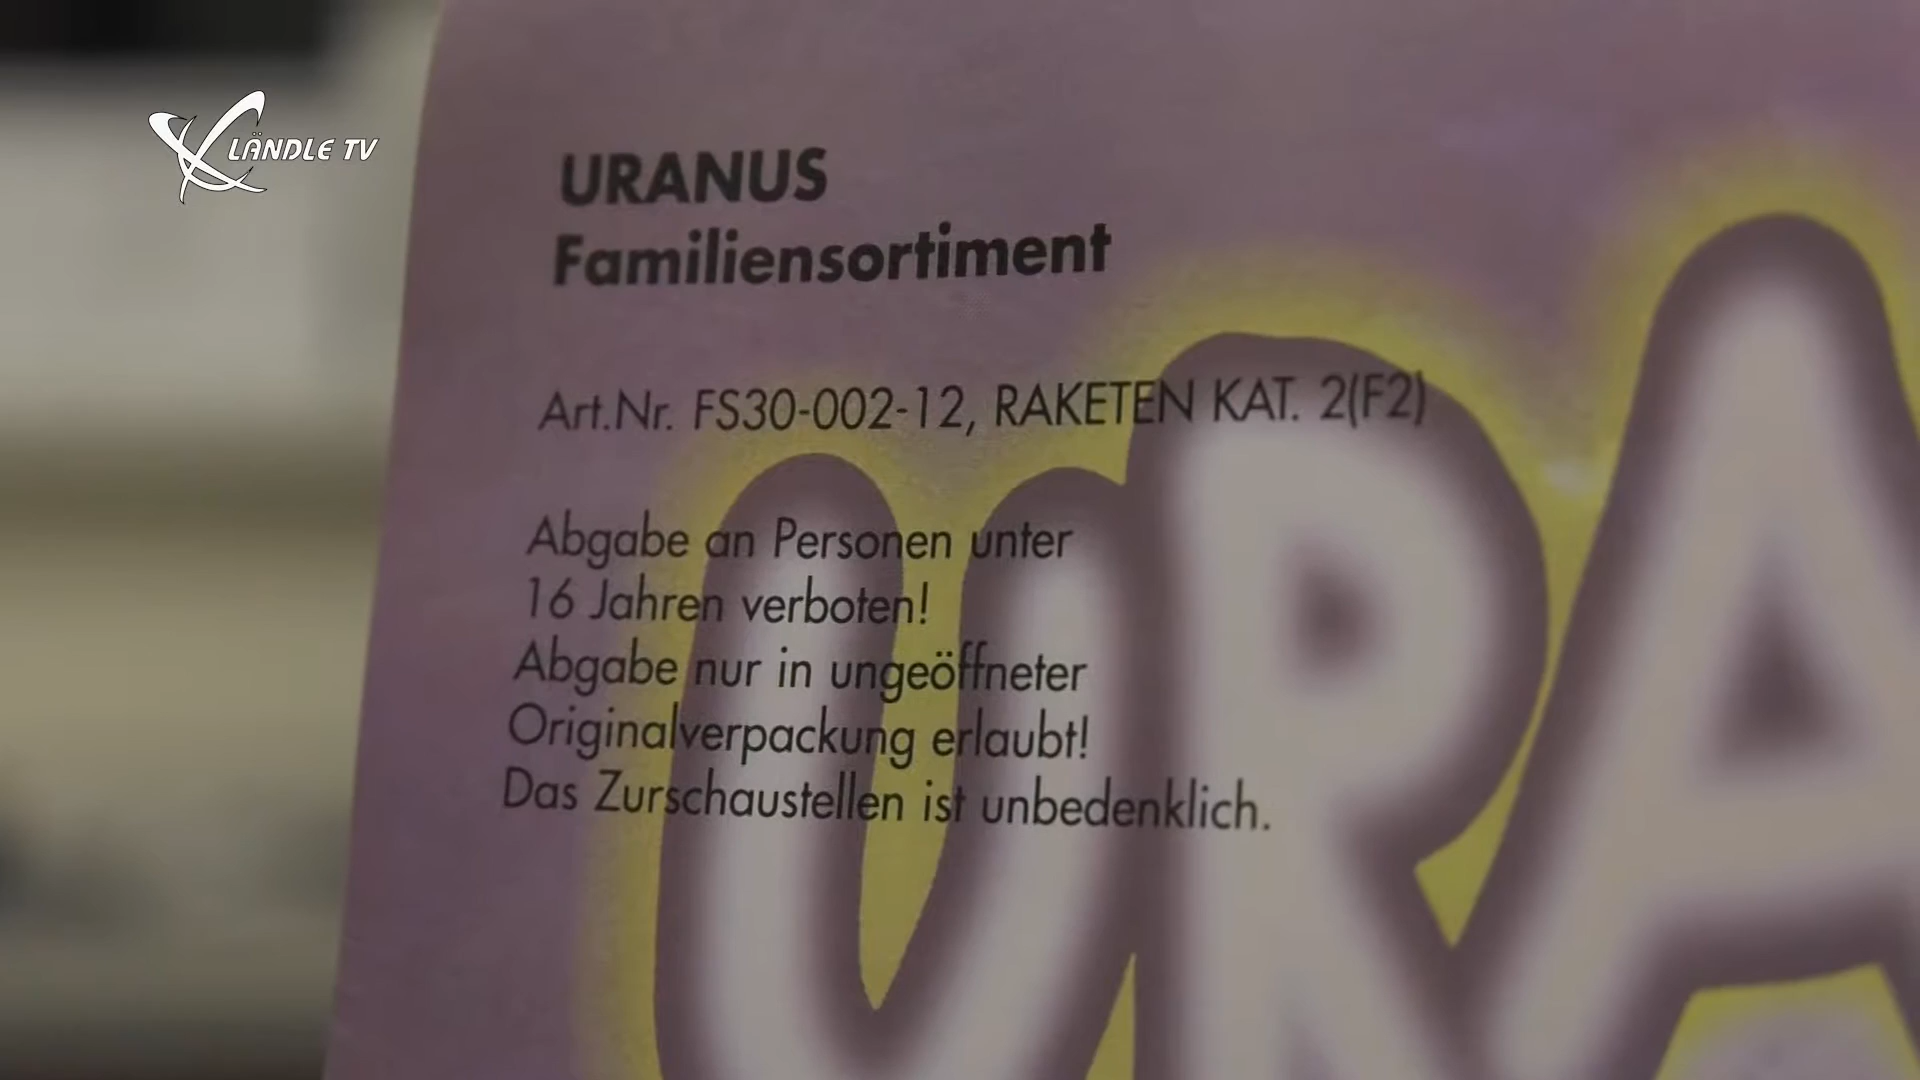 LÄNDLE TV
URANUS
Familiensortiment
Art.Nr. FS30-002-12, RAKETEN KAT. 2(F2)
Abgabe an Personen unter
16 Jahren verboten!
Abgabe nur in ungeöffneter
Originalverpackung erlaubt!
Das Zurschaustellen ist unbedenklich.
URA